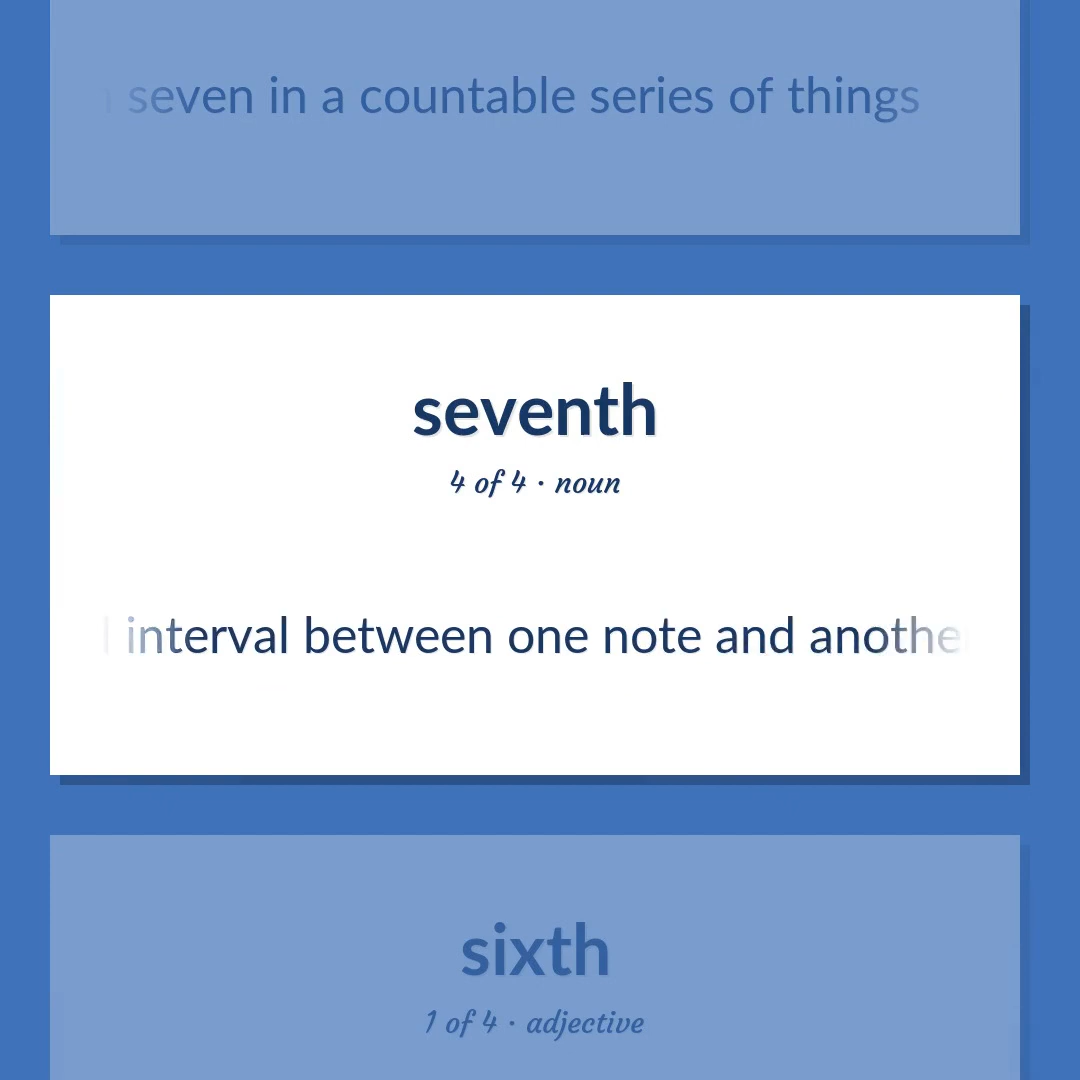 seven in a countable series of things
seventh
4 of 4 · noun
interval between one note and another
sixth
1 of 4 · adjective